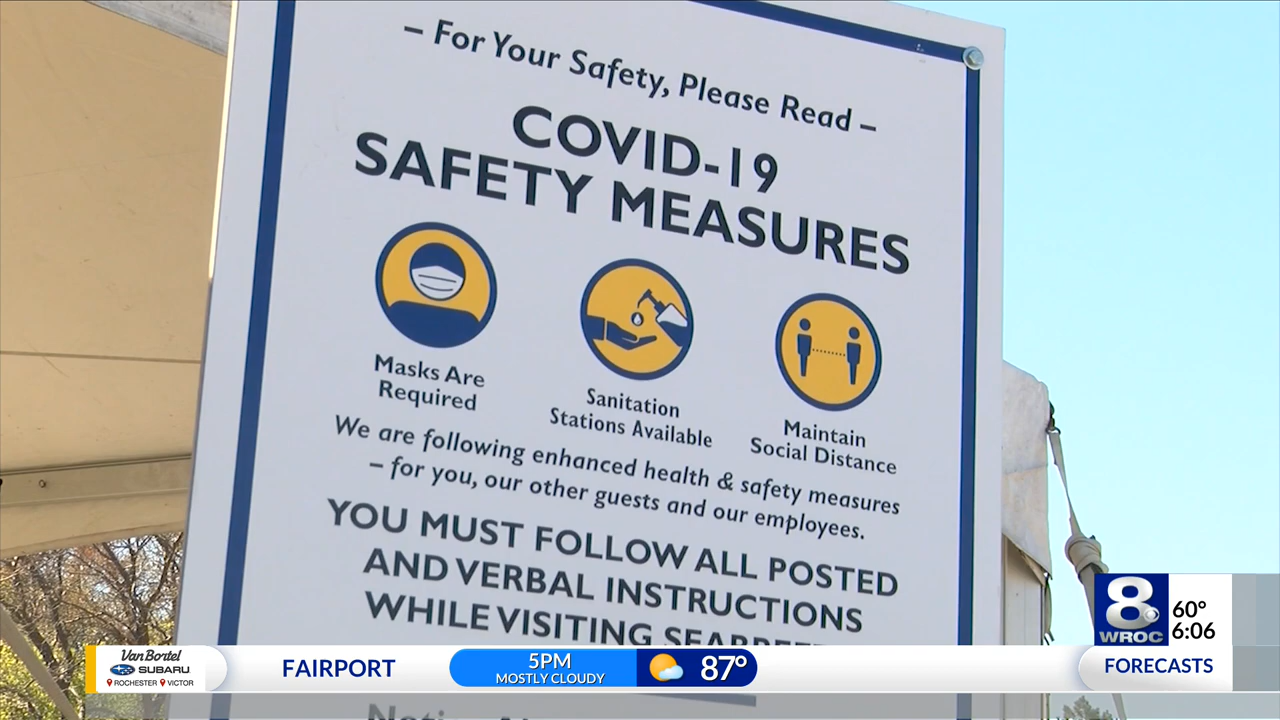 – For Your Safety, Please Read –
COVID-19
SAFETY MEASURES
Masks Are
Required
Sanitation
Stations Available
Maintain
Social Distance
We are following enhanced health & safety measures
– for you, our other guests and our employees.
YOU MUST FOLLOW ALL POSTED
AND VERBAL INSTRUCTIONS
WHILE VISITING
8
WROC
60°
6:06
Van Bortel
SUBARU
ROCHESTER VICTOR
FAIRPORT
5PM
MOSTLY CLOUDY
87°
FORECASTS